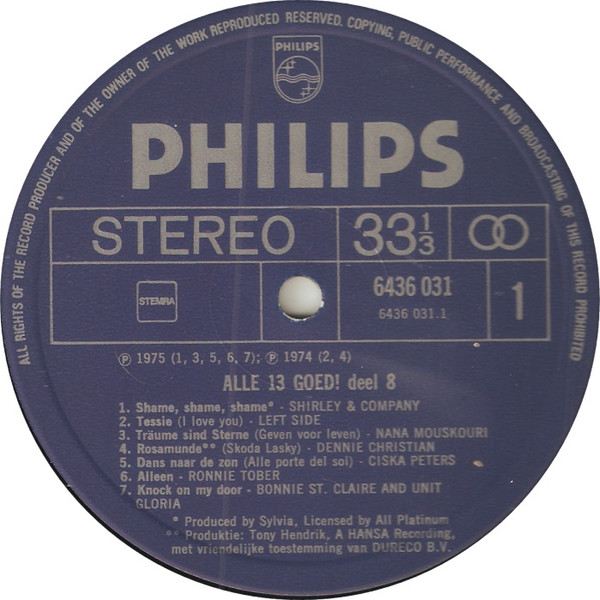 ALL RIGHTS OF THE RECORD PRODUCER AND OF THE OWNER OF THE WORK REPRODUCED RESERVED. COPYING, PUBLIC PERFORMANCE AND BROADCASTING OF THIS RECORD PROHIBITED
PHILIPS
PHILIPS
STEREO 33 1/3
STEMRA 6436 031 1
6436 031.1
℗ 1975 (1, 3, 5, 6, 7); ℗ 1974 (2, 4)
ALLE 13 GOED! deel 8
1. Shame, shame, shame* - SHIRLEY & COMPANY
2. Tessie (I love you) - LEFT SIDE
3. Träume sind Sterne (Geven voor leven) - NANA MOUSKOURI
4. Rosamunde** (Skoda Lasky) - DENNIE CHRISTIAN
5. Dans naar de zon (Alle porte del sol) - CISKA PETERS
6. Alleen - RONNIE TOBER
7. Knock on my door - BONNIE ST. CLAIRE AND UNIT
GLORIA
* Produced by Sylvia, Licensed by All Platinum
** Produktie: Tony Hendrik, A HANSA Recording,
met vriendelijke toestemming van DURECO B.V.